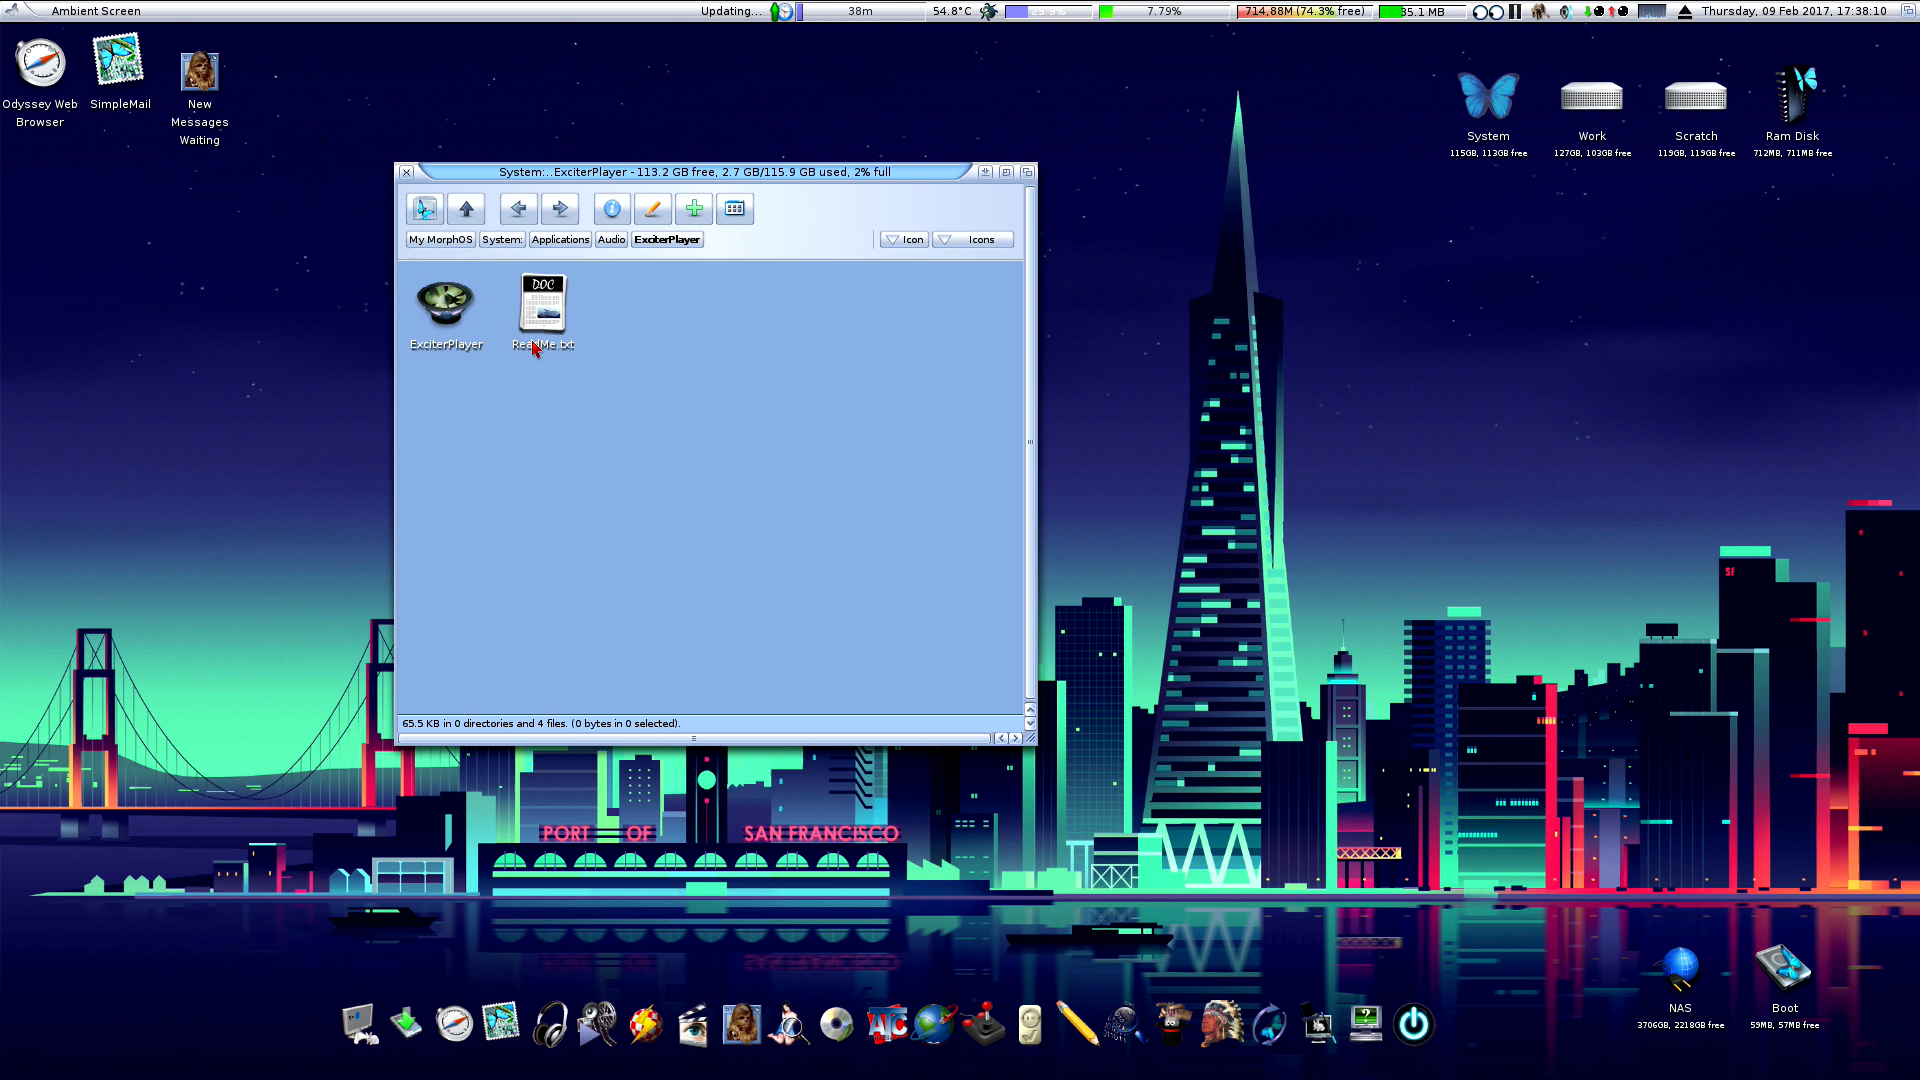 Ambient Screen
Updating...
38m
54.8°C
7.79%
714,88M (74.3% free)
35.1 MB
Thursday, 09 Feb 2017, 17:38:10
Odyssey Web
Browser
SimpleMail
New
Messages
Waiting
System
115GB, 113GB free
Work
127GB, 103GB free
Scratch
119GB, 119GB free
Ram Disk
712MB, 711MB free
System:...ExciterPlayer - 113.2 GB free, 2.7 GB/115.9 GB used, 2% full
My MorphOS
System:
Applications
Audio
ExciterPlayer
Icon
Icons
DOC
ExciterPlayer
ReadMe.txt
65.5 KB in 0 directories and 4 files. (0 bytes in 0 selected).
SF
PORT OF SAN FRANCISCO
NAS
3706GB, 2218GB free
Boot
59MB, 57MB free